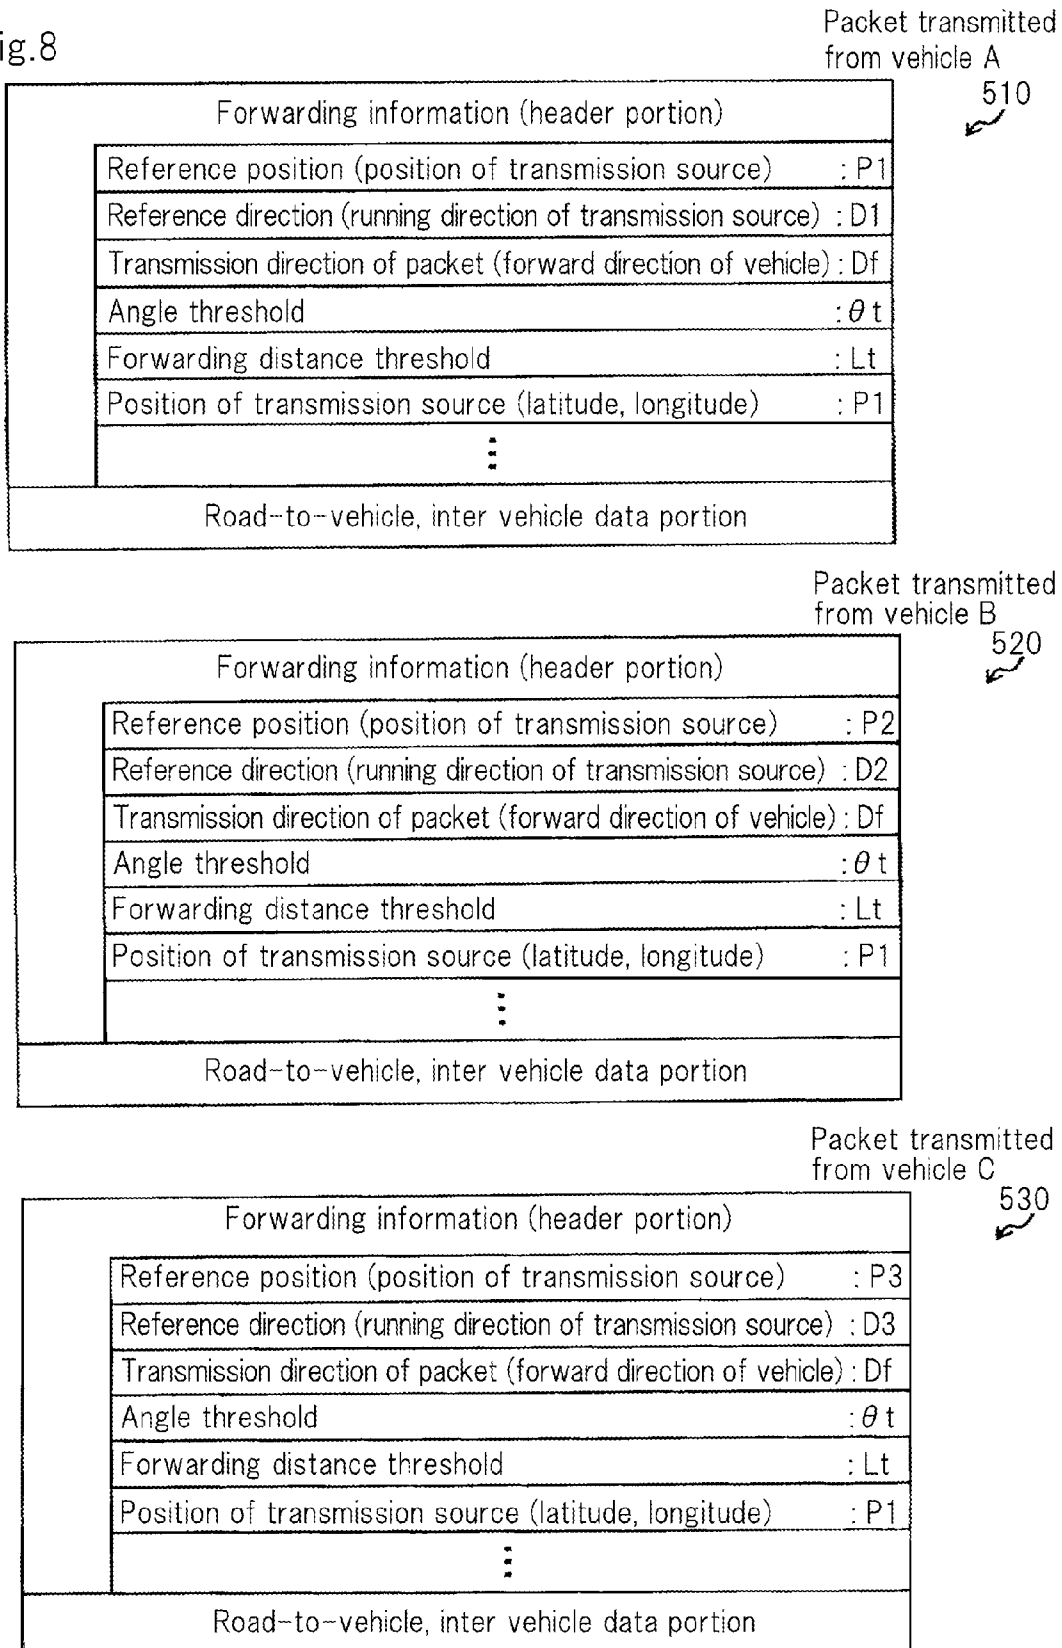 ig.8
Packet transmitted
from vehicle A
510
Forwarding information (header portion)
Reference position (position of transmission source) : P1
Reference direction (running direction of transmission source) : D1
Transmission direction of packet (forward direction of vehicle) : Df
Angle threshold : θ t
Forwarding distance threshold : Lt
Position of transmission source (latitude, longitude) : P1
Road-to-vehicle, inter vehicle data portion
Packet transmitted
from vehicle B
520
Forwarding information (header portion)
Reference position (position of transmission source) : P2
Reference direction (running direction of transmission source) : D2
Transmission direction of packet (forward direction of vehicle) : Df
Angle threshold : θ t
Forwarding distance threshold : Lt
Position of transmission source (latitude, longitude) : P1
Road-to-vehicle, inter vehicle data portion
Packet transmitted
from vehicle C
530
Forwarding information (header portion)
Reference position (position of transmission source) : P3
Reference direction (running direction of transmission source) : D3
Transmission direction of packet (forward direction of vehicle) : Df
Angle threshold : θ t
Forwarding distance threshold : Lt
Position of transmission source (latitude, longitude) : P1
Road-to-vehicle, inter vehicle data portion